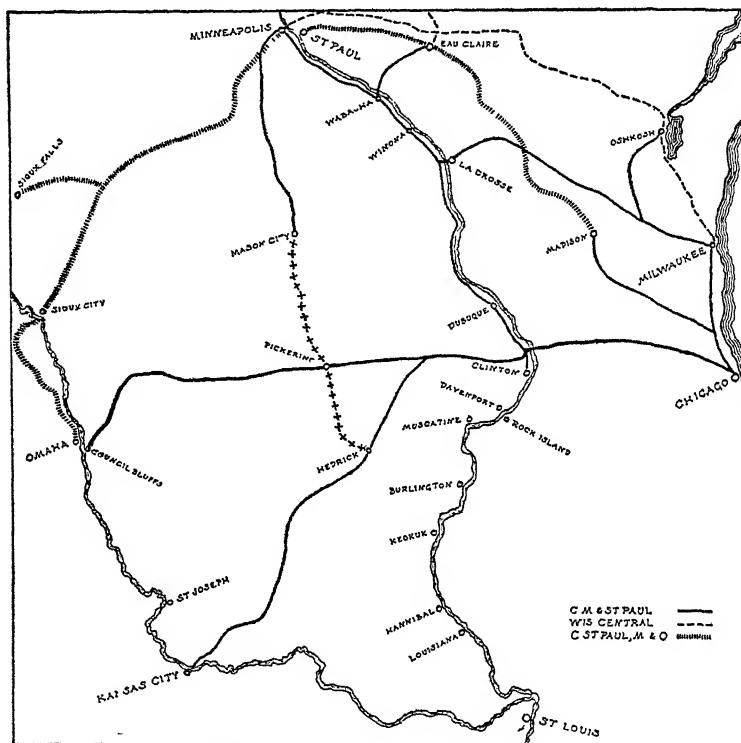 MINNEAPOLIS
ST PAUL
EAU CLAIRE
WABASHA
WINONA
LA CROSSE
OSHKOSH
SIOUX FALLS
MASON CITY
MADISON
MILWAUKEE
SIOUX CITY
DUBUQUE
PICKERING
CLINTON
CHICAGO
DAVENPORT
ROCK ISLAND
MUSCATINE
OMAHA
COUNCIL BLUFFS
HEDRICK
BURLINGTON
KEOKUK
ST JOSEPH
HANNIBAL
LOUISIANA
KANSAS CITY
ST LOUIS
C M & ST PAUL
WIS CENTRAL
C ST PAUL, M & O